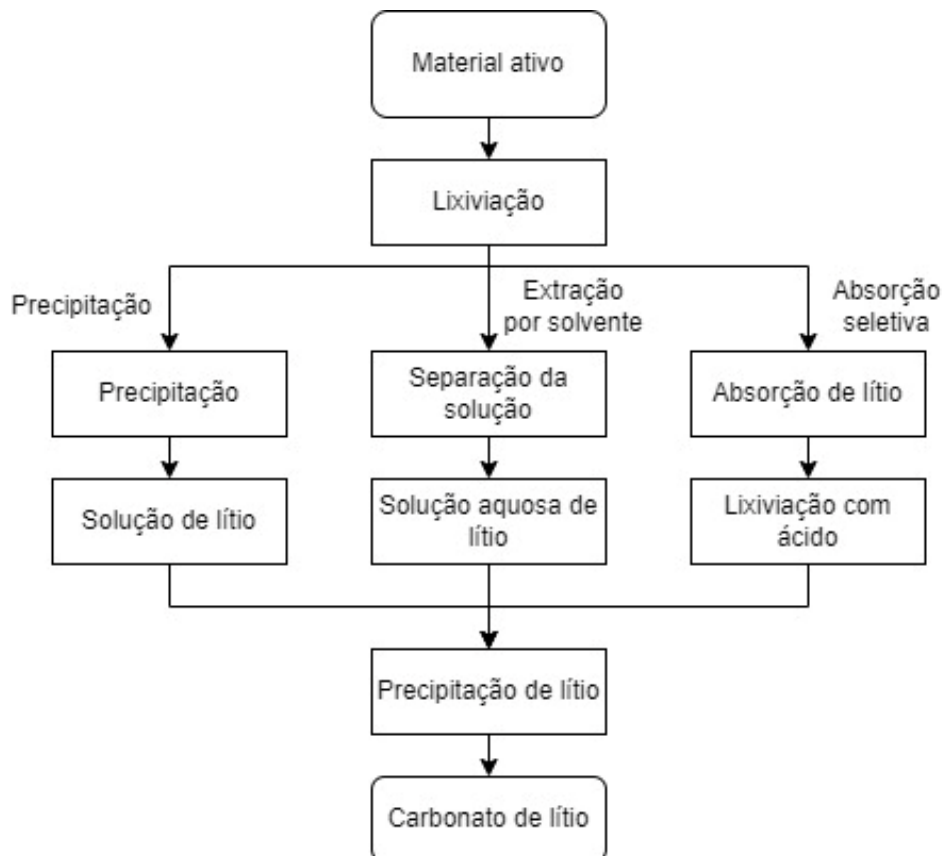 Material ativo
Lixiviação
Precipitação
Extração
por solvente
Absorção
seletiva
Precipitação
Separação da
solução
Absorção de lítio
Solução de lítio
Solução aquosa de
lítio
Lixiviação com
ácido
Precipitação de lítio
Carbonato de lítio